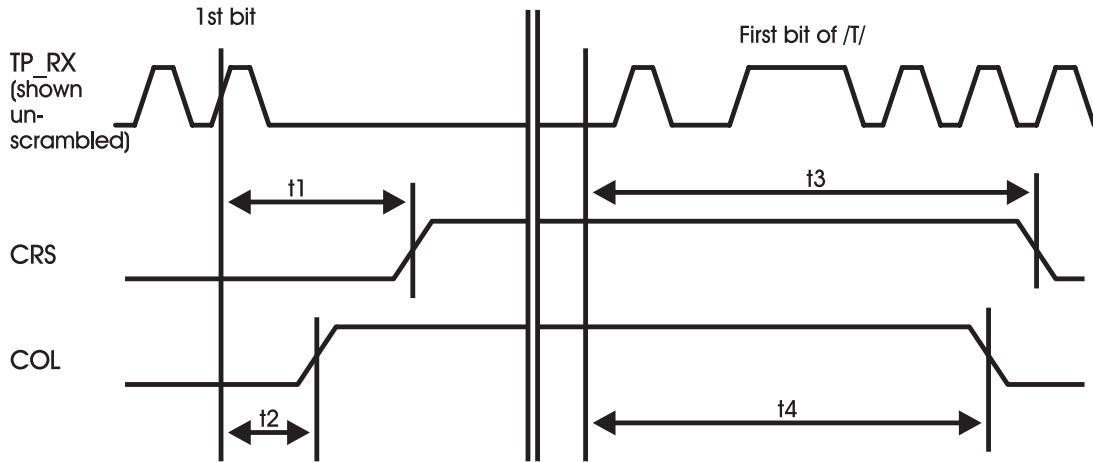 1st bit
First bit of /T/
TP_RX
(shown
un-
scrambled)
t1
t3
CRS
COL
t2
t4